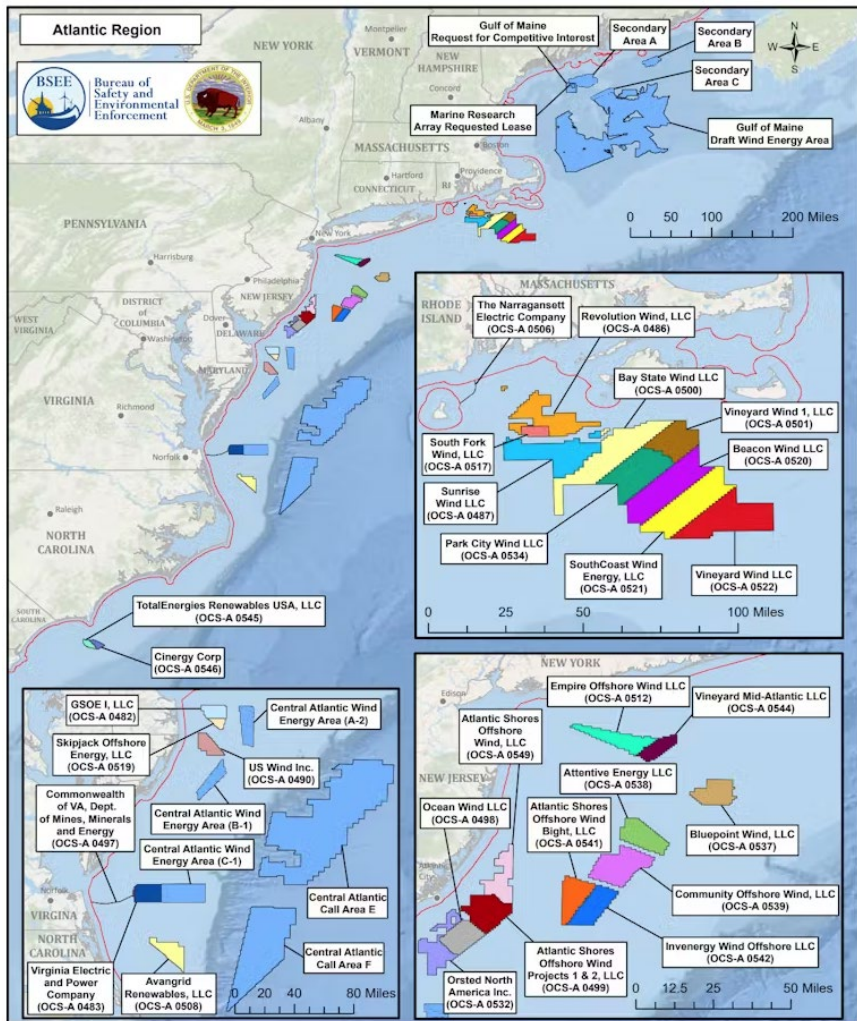 Atlantic Region
BSEE
Bureau of
Safety and
Environmental
Enforcement
U.S. DEPARTMENT OF THE INTERIOR
MARCH 3, 1849
N
W
E
S
Montpelier
VERMONT
NEW YORK
NEW
HAMPSHIRE
Concord
Albany
MASSACHUSETTS
Boston
Hartford
CONNECTICUT
Providence
RI
PENNSYLVANIA
New York
Harrisburg
Philadelphia
NEW JERSEY
WEST
VIRGINIA
DISTRICT
OF
COLUMBIA
Washington
Dover
DELAWARE
MARYLAND
VIRGINIA
Richmond
Norfolk
Raleigh
NORTH
CAROLINA
SOUTH
CAROLINA
Gulf of Maine
Request for Competitive Interest
Secondary
Area A
Secondary
Area B
Secondary
Area C
Marine Research
Array Requested Lease
Gulf of Maine
Draft Wind Energy Area
0 50 100 200 Miles
TotalEnergies Renewables USA, LLC
(OCS-A 0545)
Cinergy Corp
(OCS-A 0546)
MASSACHUSETTS
RHODE
ISLAND
The Narragansett
Electric Company
(OCS-A 0506)
Revolution Wind, LLC
(OCS-A 0486)
Bay State Wind LLC
(OCS-A 0500)
Vineyard Wind 1, LLC
(OCS-A 0501)
South Fork
Wind, LLC
(OCS-A 0517)
Beacon Wind LLC
(OCS-A 0520)
Sunrise
Wind LLC
(OCS-A 0487)
Park City Wind LLC
(OCS-A 0534)
SouthCoast Wind
Energy, LLC
(OCS-A 0521)
Vineyard Wind LLC
(OCS-A 0522)
0 25 50 100 Miles
GSOE I, LLC
(OCS-A 0482)
Central Atlantic Wind
Energy Area (A-2)
Skipjack Offshore
Energy, LLC
(OCS-A 0519)
US Wind Inc.
(OCS-A 0490)
Commonwealth
of VA, Dept.
of Mines, Minerals
and Energy
(OCS-A 0497)
Central Atlantic Wind
Energy Area (B-1)
Central Atlantic Wind
Energy Area (C-1)
Central Atlantic
Call Area E
Norfolk
VIRGINIA
NORTH
CAROLINA
Central Atlantic
Call Area F
Virginia Electric
and Power
Company
(OCS-A 0483)
Avangrid
Renewables, LLC
(OCS-A 0508)
0 20 40 80 Miles
NEW YORK
Edison
NEW JERSEY
Atlantic
City
Empire Offshore Wind LLC
(OCS-A 0512)
Vineyard Mid-Atlantic LLC
(OCS-A 0544)
Atlantic Shores
Offshore
Wind, LLC
(OCS-A 0549)
Attentive Energy LLC
(OCS-A 0538)
Ocean Wind LLC
(OCS-A 0498)
Atlantic Shores
Offshore Wind
Bight, LLC
(OCS-A 0541)
Bluepoint Wind, LLC
(OCS-A 0537)
Community Offshore Wind, LLC
(OCS-A 0539)
Invenergy Wind Offshore LLC
(OCS-A 0542)
Orsted North
America Inc.
(OCS-A 0532)
Atlantic Shores
Offshore Wind
Projects 1 & 2, LLC
(OCS-A 0499)
0 12.5 25 50 Miles